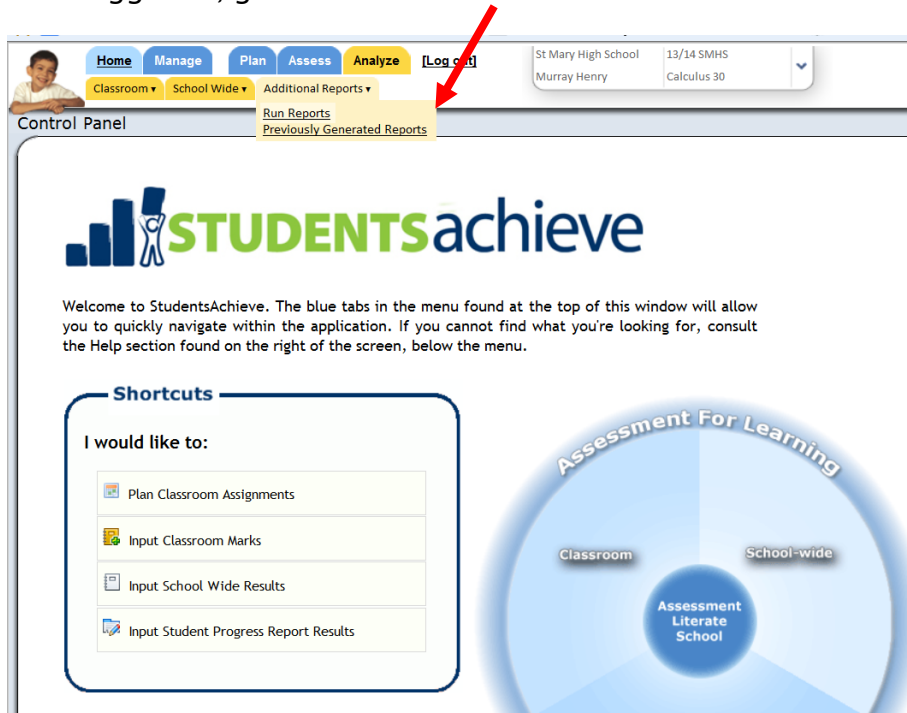 Home Manage Plan Assess Analyze [Log out]
St Mary High School 13/14 SMHS
Murray Henry Calculus 30
Classroom ▾ School Wide ▾ Additional Reports ▾
Run Reports
Previously Generated Reports
Control Panel
STUDENTSachieve
Welcome to StudentsAchieve. The blue tabs in the menu found at the top of this window will allow
you to quickly navigate within the application. If you cannot find what you're looking for, consult
the Help section found on the right of the screen, below the menu.
Shortcuts
I would like to:
Plan Classroom Assignments
Input Classroom Marks
Input School Wide Results
Input Student Progress Report Results
Assessment For Learning
Classroom
School-wide
Assessment
Literate
School